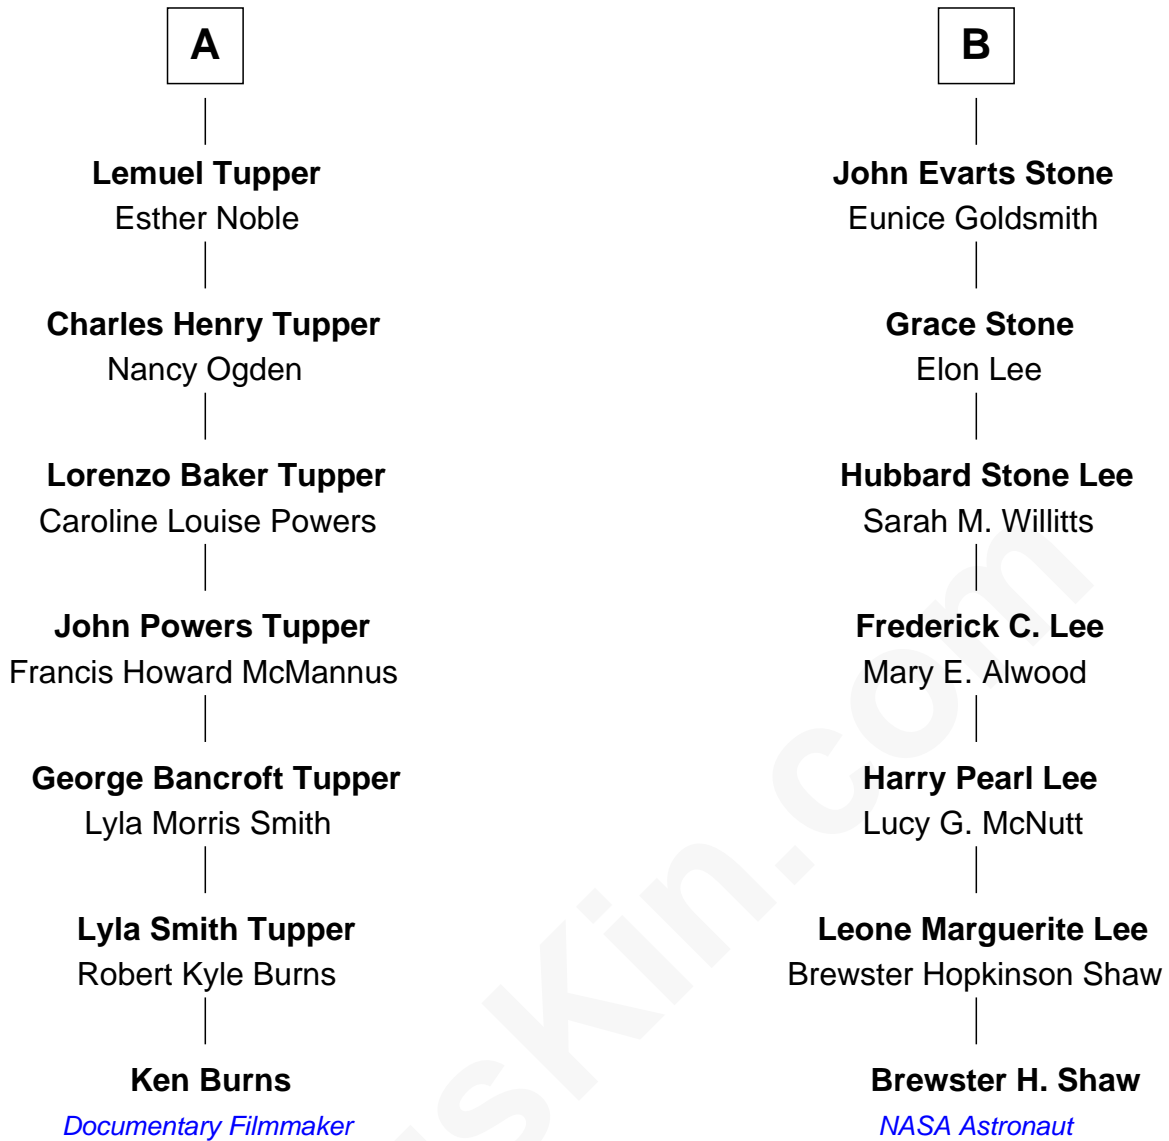 A
Lemuel Tupper
Esther Noble
Charles Henry Tupper
Nancy Ogden
Lorenzo Baker Tupper
Caroline Louise Powers
John Powers Tupper
Francis Howard McMannus
George Bancroft Tupper
Lyla Morris Smith
Lyla Smith Tupper
Robert Kyle Burns
Ken Burns
Documentary Filmmaker
B
John Evarts Stone
Eunice Goldsmith
Grace Stone
Elon Lee
Hubbard Stone Lee
Sarah M. Willitts
Frederick C. Lee
Mary E. Alwood
Harry Pearl Lee
Lucy G. McNutt
Leone Marguerite Lee
Brewster Hopkinson Shaw
Brewster H. Shaw
NASA Astronaut